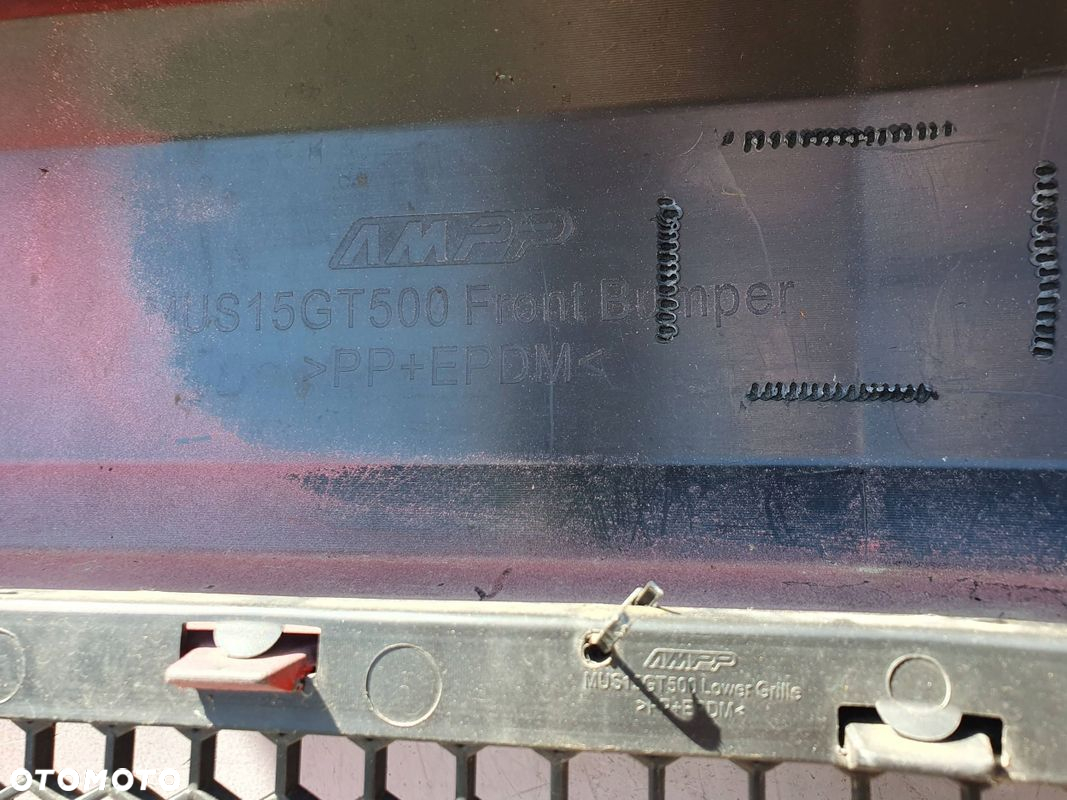 AMPP
MUS15GT500 Front Bumper
>PP+EPDM<
AMPP
MUS15GT500 Lower Grille
>PP+EPDM<
OTOMOTO